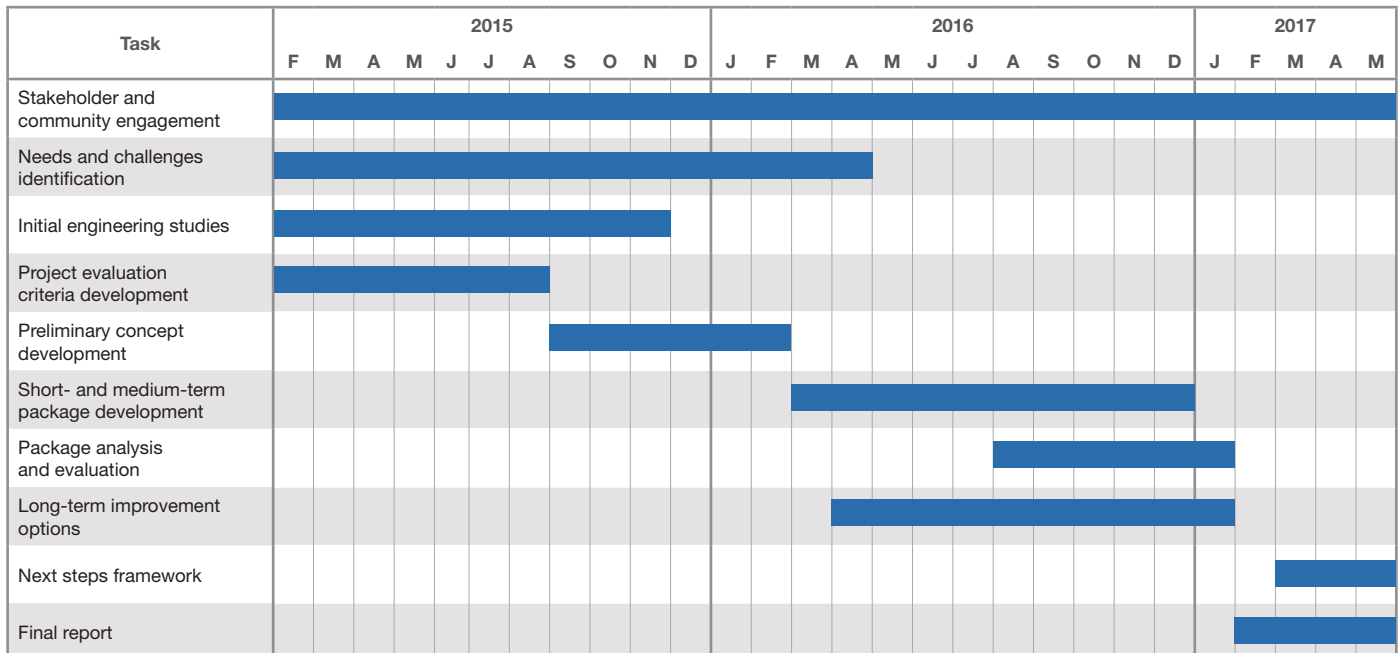 Task
2015
2016
2017
F M A M J J A S O N D J F M A M J J A S O N D J F M A M
Stakeholder and
community engagement
Needs and challenges
identification
Initial engineering studies
Project evaluation
criteria development
Preliminary concept
development
Short- and medium-term
package development
Package analysis
and evaluation
Long-term improvement
options
Next steps framework
Final report